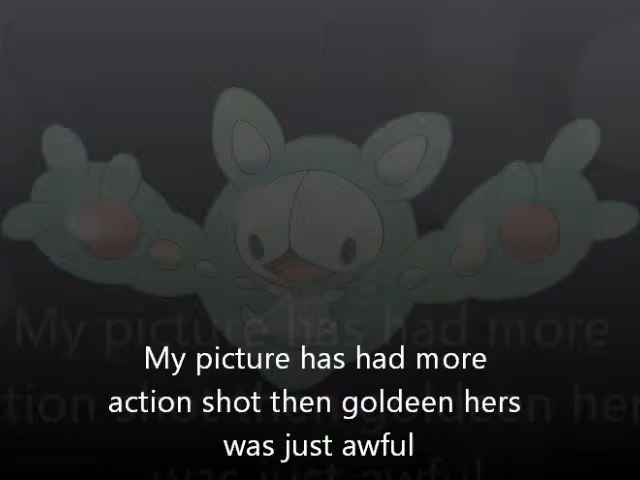 My picture has had more
action shot then goldeen hers
was just awful